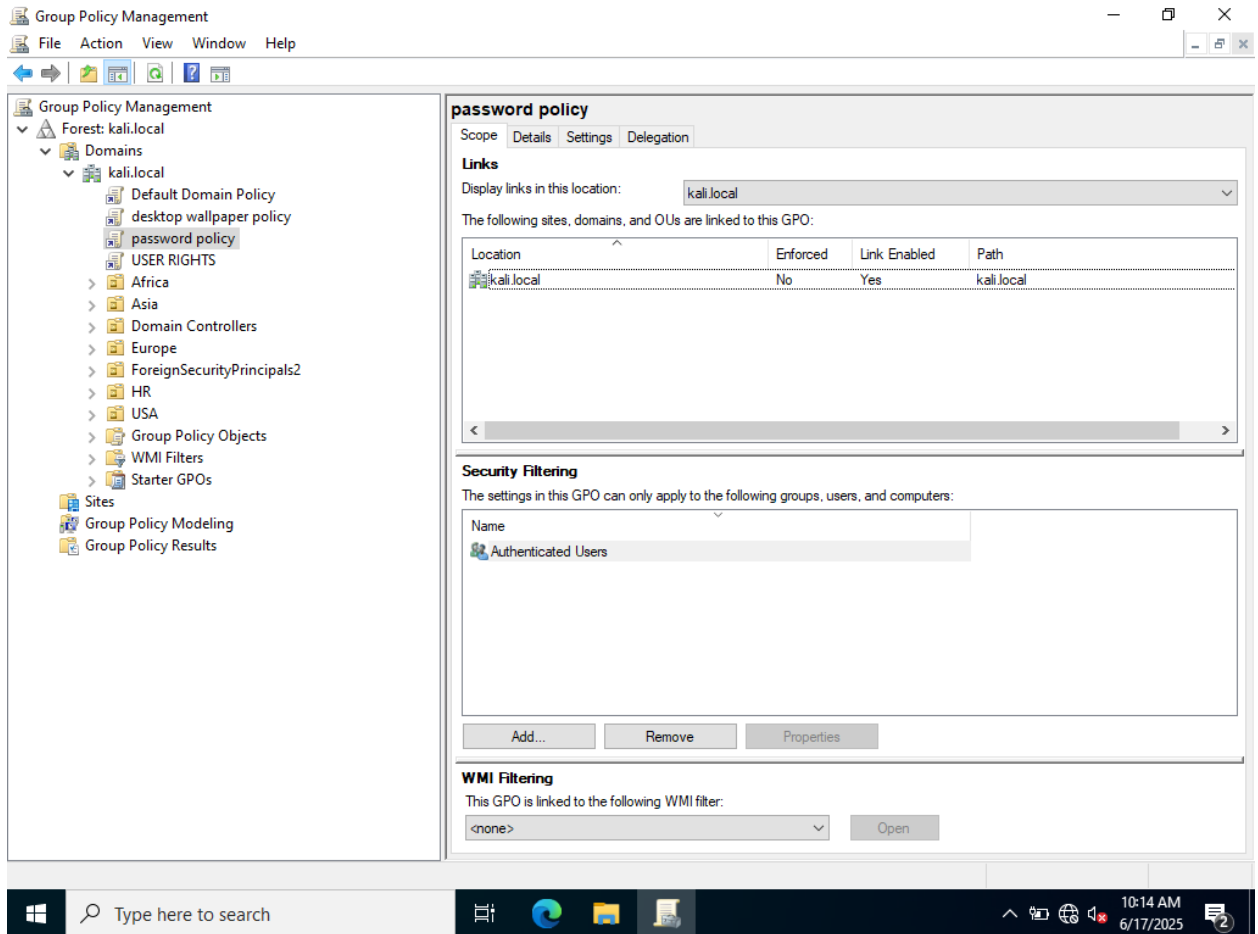 Group Policy Management
File Action View Window Help
Group Policy Management
Forest: kali.local
Domains
kali.local
Default Domain Policy
desktop wallpaper policy
password policy
USER RIGHTS
Africa
Asia
Domain Controllers
Europe
ForeignSecurityPrincipals2
HR
USA
Group Policy Objects
WMI Filters
Starter GPOs
Sites
Group Policy Modeling
Group Policy Results
password policy
Scope Details Settings Delegation
Links
Display links in this location: kali.local
The following sites, domains, and OUs are linked to this GPO:
Location Enforced Link Enabled Path
kali.local No Yes kali.local
Security Filtering
The settings in this GPO can only apply to the following groups, users, and computers:
Name
Authenticated Users
Add... Remove Properties
WMI Filtering
This GPO is linked to the following WMI filter:
<none> Open
Type here to search
10:14 AM
6/17/2025
2